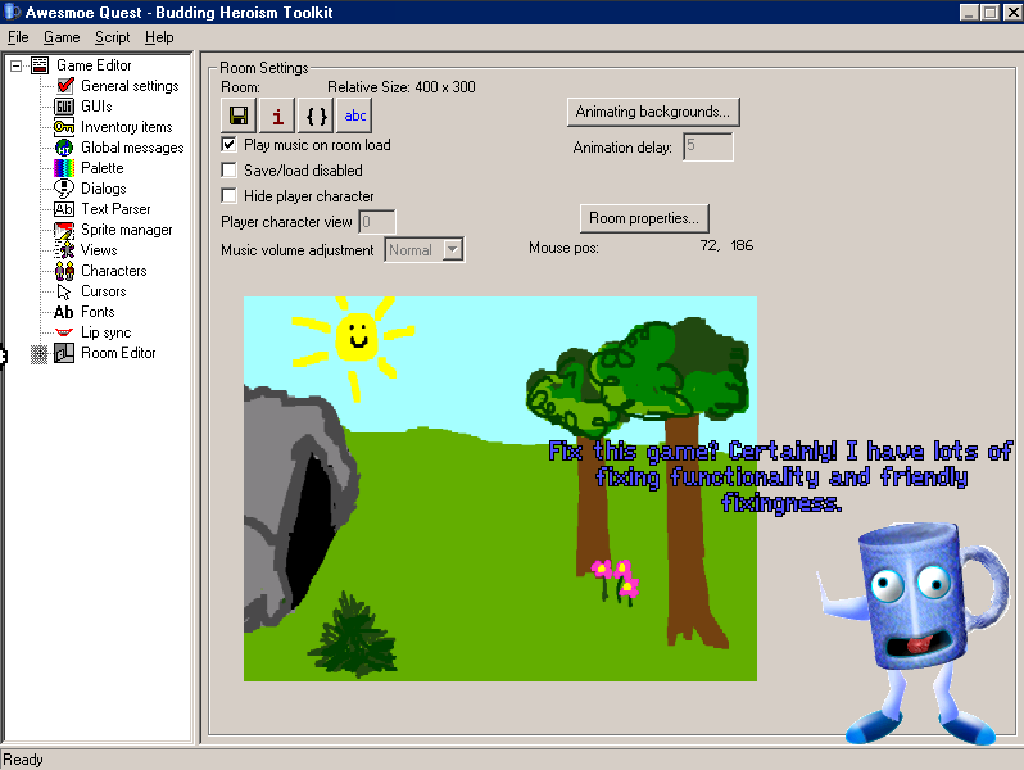 Awesmoe Quest - Budding Heroism Toolkit
File Game Script Help
Game Editor
General settings
GUIs
Inventory items
Global messages
Palette
Dialogs
Text Parser
Sprite manager
Views
Characters
Cursors
Fonts
Lip sync
Room Editor
Room Settings
Room: Relative Size: 400 x 300
i { } abc
Animating backgrounds...
Play music on room load
Animation delay: 5
Save/load disabled
Hide player character
Player character view 0
Room properties...
Music volume adjustment Normal
Mouse pos: 72, 186
GUI
Ab
Ab
Fix this game? Certainly! I have lots of
fixing functionality and friendly
fixingness.
Ready